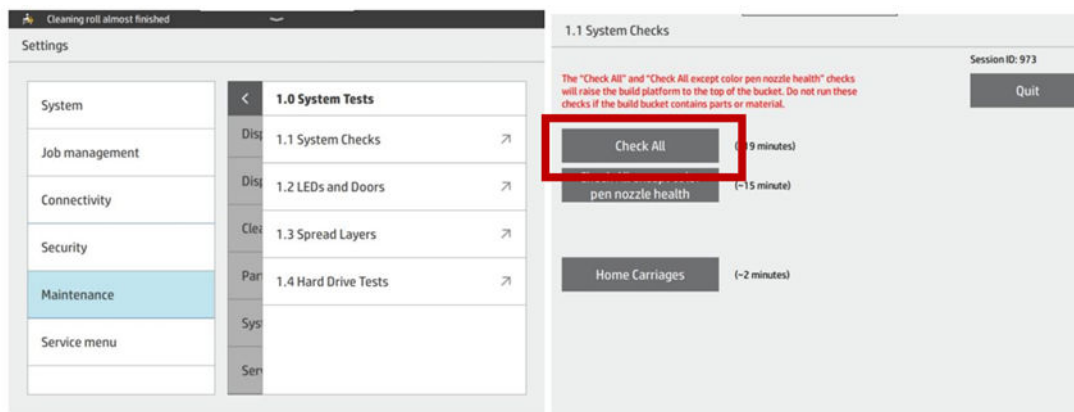 Cleaning roll almost finished
Settings
System
Job management
Connectivity
Security
Maintenance
Service menu
1.0 System Tests
1.1 System Checks
1.2 LEDs and Doors
1.3 Spread Layers
1.4 Hard Drive Tests
1.1 System Checks
Session ID: 973
The "Check All" and "Check All except color pen nozzle health" checks
will raise the build platform to the top of the bucket. Do not run these
checks if the build bucket contains parts or material.
Quit
Check All
9 minutes)
pen nozzle health
(~15 minute)
Home Carriages
(~2 minutes)